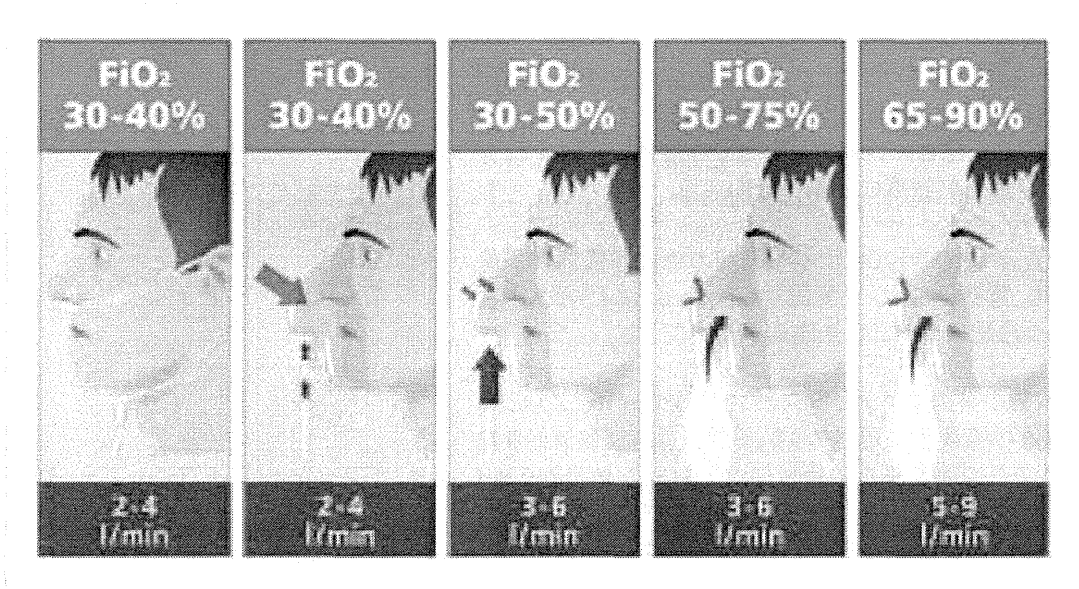 FiO₂
30-40%
FiO₂
30-40%
FiO₂
30-50%
FiO₂
50-75%
FiO₂
65-90%
2-4
l/min
2-4
l/min
3-6
l/min
3-6
l/min
5-9
l/min